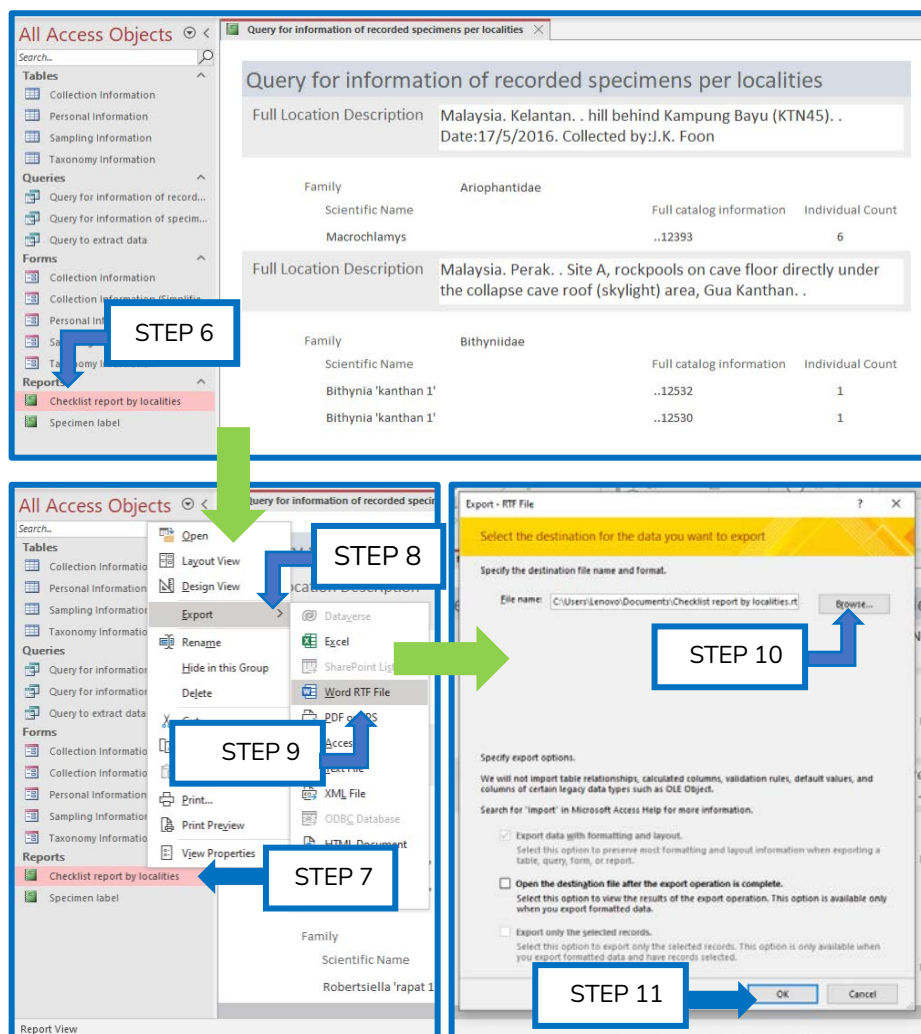 All Access Objects
Search...
Tables
Collection Information
Personal Information
Sampling Information
Taxonomy Information
Queries
Query for information of record...
Query for information of specim...
Query to extract data
Forms
Collection Information
Collection Information
Personal
Reports
Checklist report by localities
Specimen label
STEP 6
Query for information of recorded specimens per localities
Query for information of recorded specimens per localities
Full Location Description Malaysia. Kelantan. . hill behind Kampung Bayu (KTN45). .
Date:17/5/2016. Collected by:J.K. Foon
Family Ariophantidae
Scientific Name Full catalog information Individual Count
Macrochlamys ..12393 6
Full Location Description Malaysia. Perak. . Site A, rockpools on cave floor directly under
the collapse cave roof (skylight) area, Gua Kanthan. .
Family Bithyniidae
Scientific Name Full catalog information Individual Count
Bithynia 'kanthan 1' ..12532 1
Bithynia 'kanthan 1' ..12530 1
All Access Objects
Search...
Tables
Collection Informatio
Personal Information
Sampling Information
Taxonomy Information
Queries
Query for information
Query for information
Query to extract data
Forms
Collection Informatio
Collection Informatio
Personal Information
Sampling Information
Taxonomy Informatio
Reports
Checklist report by localities
Specimen label
Report View
Query for information of recorded speci
Open
Layout View
Design View
Export
Rename
Hide in this Group
Delete
Print...
Print Preview
View Properties
Dataverse
Excel
SharePoint List
Word RTF File
PDF or XPS
Access
Text File
XML File
ODBC Database
HTML Document
STEP 8
STEP 9
STEP 7
ocation Description
Family
Scientific Name
Robertsiella 'rapat 1
Export - RTF File ? ×
Select the destination for the data you want to export
Specify the destination file name and format.
File name: C:\Users\Lenovo\Documents\Checklist report by localities.rt Browse...
STEP 10
Specify export options.
We will not import table relationships, calculated columns, validation rules, default values, and
columns of certain legacy data types such as OLE Object.
Search for 'Import' in Microsoft Access Help for more information.
Export data with formatting and layout.
Select this option to preserve most formatting and layout information when exporting a
table, query, form, or report.
Open the destination file after the export operation is complete.
Select this option to view the results of the export operation. This option is available only
when you export formatted data.
Export only the selected records.
Select this option to export only the selected records. This option is only available when
you export formatted data and have records selected.
STEP 11
OK Cancel